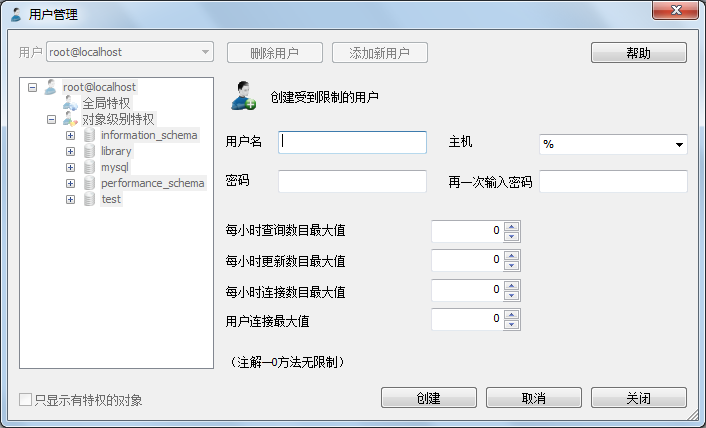 用户管理
用户 root@localhost 删除用户 添加新用户 帮助
root@localhost
全局特权
对象级别特权
information_schema
library
mysql
performance_schema
test
创建受到限制的用户
用户名 主机 %
密码 再一次输入密码
每小时查询数目最大值 0
每小时更新数目最大值 0
每小时连接数目最大值 0
用户连接最大值 0
（注解—0方法无限制）
只显示有特权的对象 创建 取消 关闭